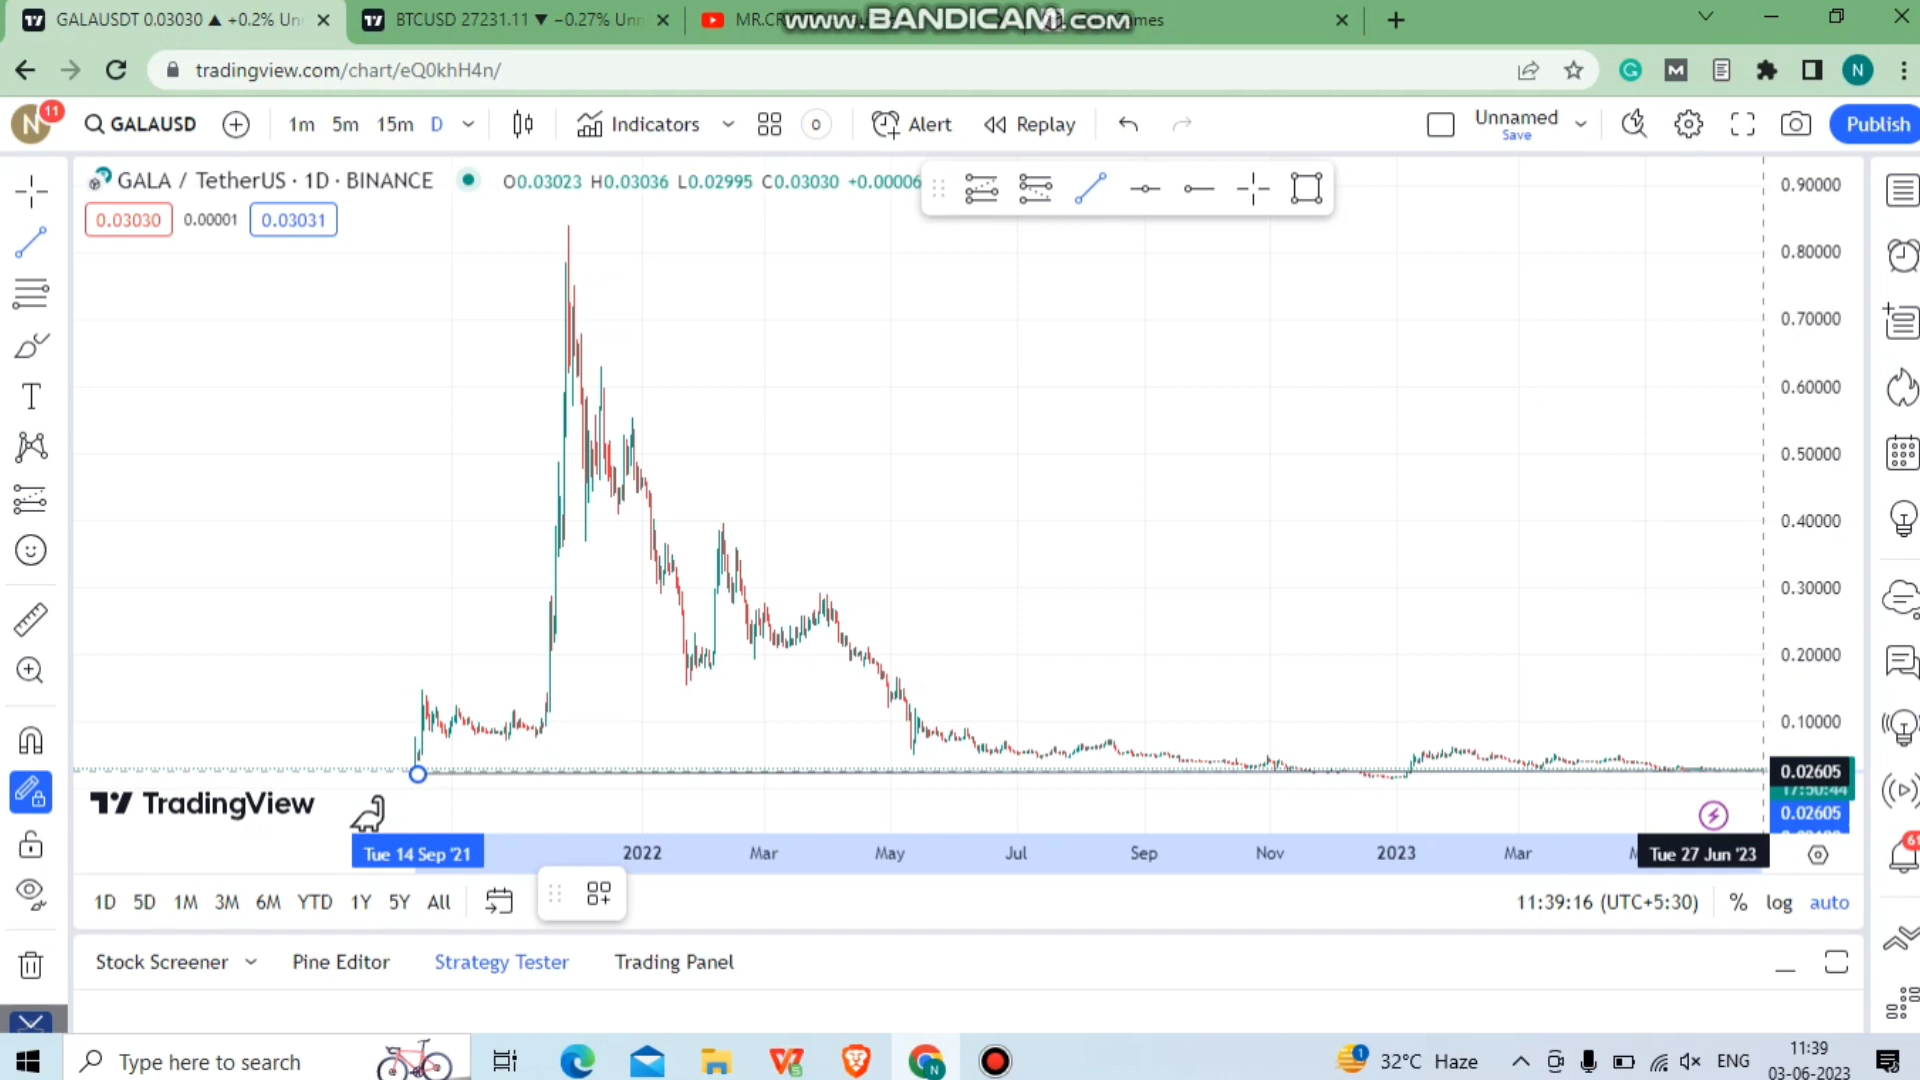 GALAUSDT 0.03030 ▲ +0.2% Unn
BTCUSD 27231.11 ▼ −0.27% Unn
MR.CR
www.BANDICAM.com
mes
tradingview.com/chart/eQ0khH4n/
N
N
11
GALAUSD
1m
5m
15m
D
Indicators
Alert
Replay
Unnamed
Save
Publish
GALA / TetherUS · 1D · BINANCE
O0.03023 H0.03036 L0.02995 C0.03030 +0.00006
0.03030
0.00001
0.03031
0.90000
0.80000
0.70000
0.60000
0.50000
0.40000
0.30000
0.20000
0.10000
0.02605
17:50:44
0.02605
TradingView
Tue 14 Sep '21
2022
Mar
May
Jul
Sep
Nov
2023
Mar
Tue 27 Jun '23
1D
5D
1M
3M
6M
YTD
1Y
5Y
All
11:39:16 (UTC+5:30)
%
log
auto
Stock Screener
Pine Editor
Strategy Tester
Trading Panel
Type here to search
32°C Haze
ENG
11:39
03-06-2023